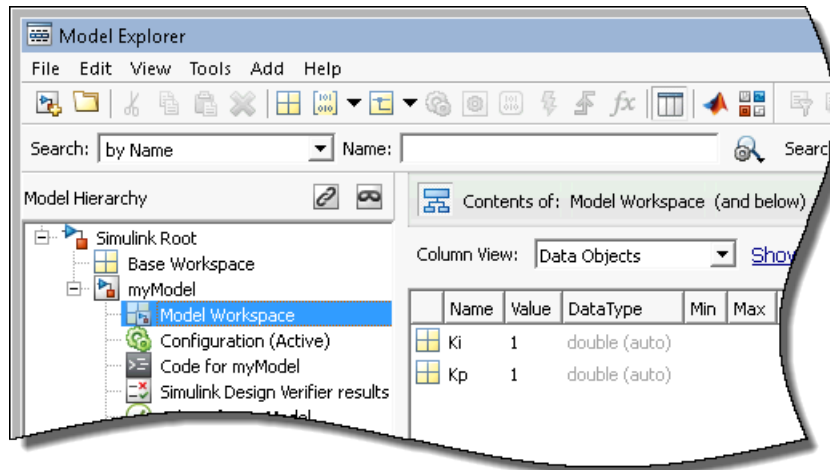 Model Explorer
File Edit View Tools Add Help
fx
Search: by Name Name:
Model Hierarchy
Contents of: Model Workspace (and below)
Simulink Root
Column View: Data Objects
Base Workspace
myModel
Name Value DataType Min Max
Model Workspace
Ki 1 double (auto)
Configuration (Active)
Kp 1 double (auto)
Code for myModel
Simulink Design Verifier results